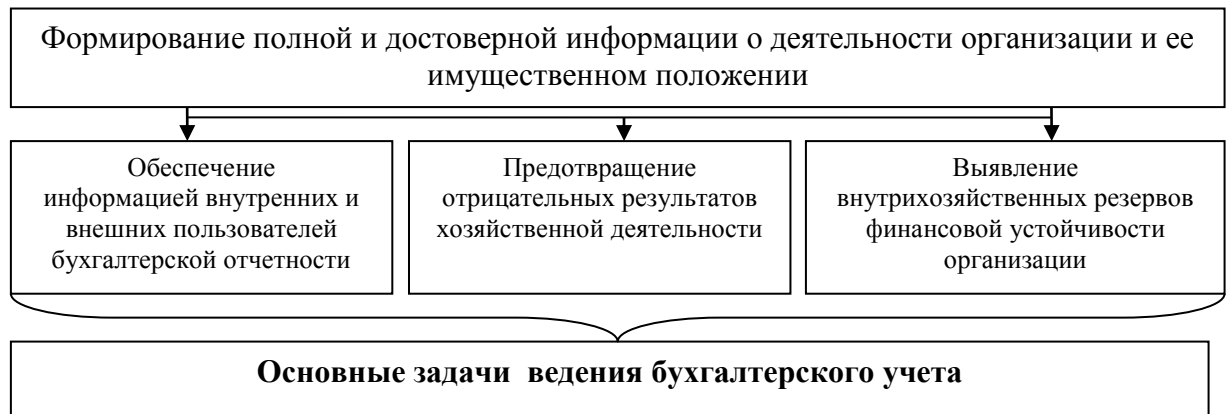 Формирование полной и достоверной информации о деятельности организации и ее
имущественном положении
Обеспечение
информацией внутренних и
внешних пользователей
бухгалтерской отчетности
Предотвращение
отрицательных результатов
хозяйственной деятельности
Выявление
внутрихозяйственных резервов
финансовой устойчивости
организации
Основные задачи ведения бухгалтерского учета